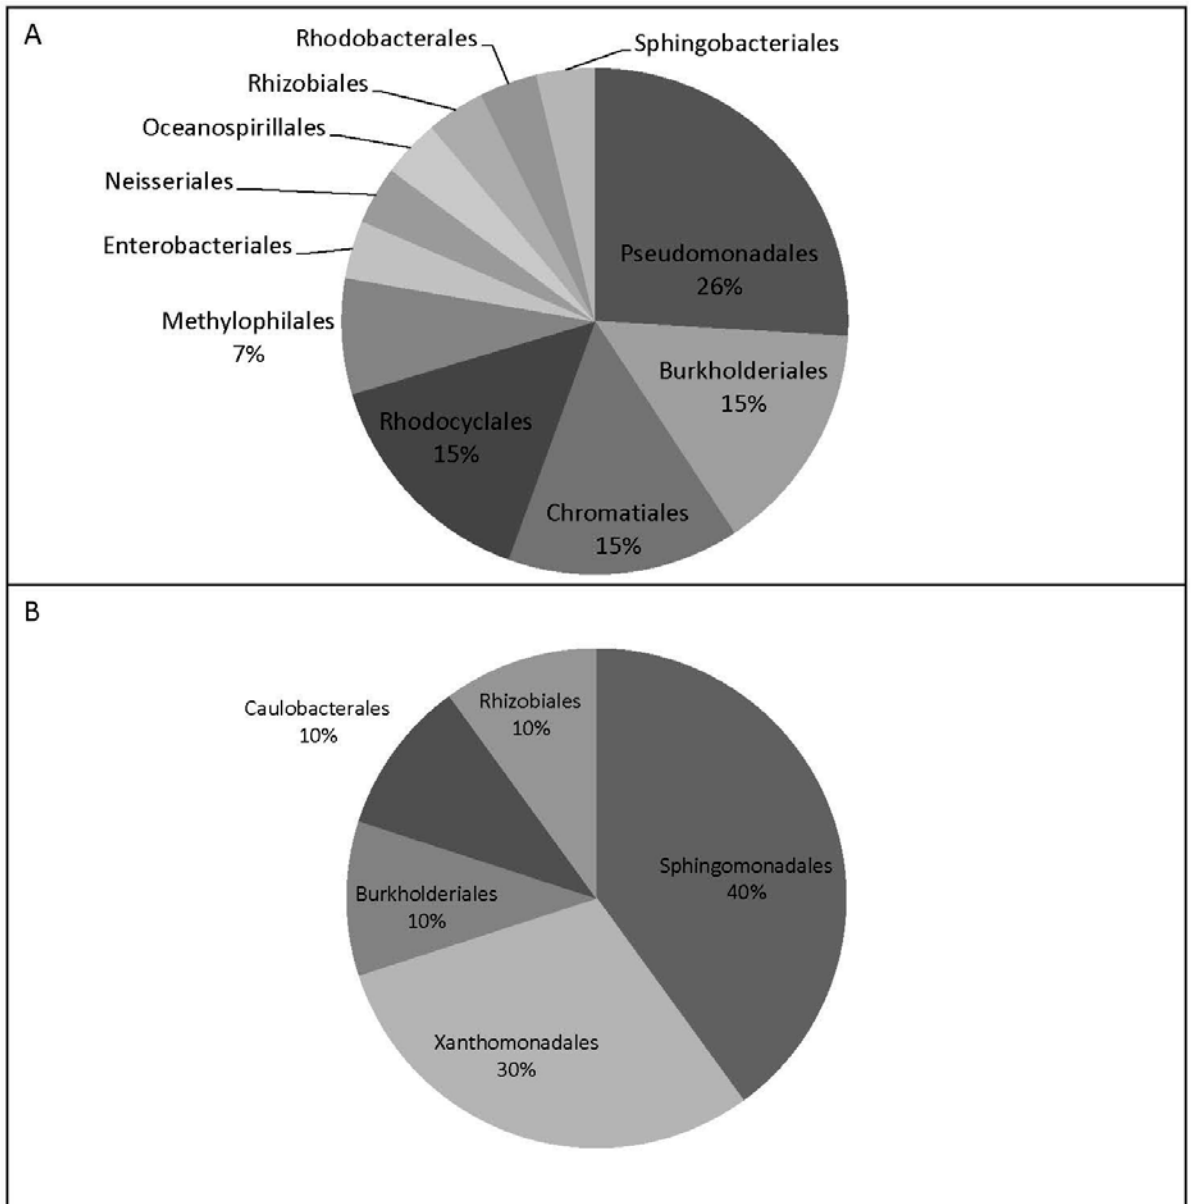 A
Rhodobacterales
Sphingobacteriales
Rhizobiales
Oceanospirillales
Neisseriales
Enterobacteriales
Methylophilales
7%
Pseudomonadales
26%
Burkholderiales
15%
Rhodocyclales
15%
Chromatiales
15%
B
Caulobacterales
10%
Rhizobiales
10%
Sphingomonadales
40%
Burkholderiales
10%
Xanthomonadales
30%